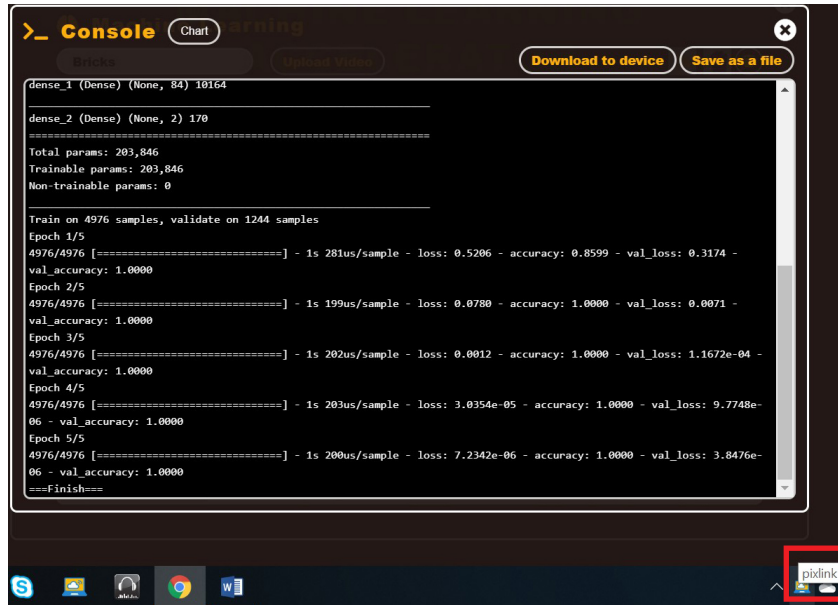 >_ Console Chart
Bricks Upload Video
Download to device Save as a file
dense_1 (Dense) (None, 84) 10164
_________________________________________________________________
dense_2 (Dense) (None, 2) 170
=================================================================
Total params: 203,846
Trainable params: 203,846
Non-trainable params: 0
_________________________________________________________________
Train on 4976 samples, validate on 1244 samples
Epoch 1/5
4976/4976 [==============================] - 1s 281us/sample - loss: 0.5206 - accuracy: 0.8599 - val_loss: 0.3174 -
val_accuracy: 1.0000
Epoch 2/5
4976/4976 [==============================] - 1s 199us/sample - loss: 0.0780 - accuracy: 1.0000 - val_loss: 0.0071 -
val_accuracy: 1.0000
Epoch 3/5
4976/4976 [==============================] - 1s 202us/sample - loss: 0.0012 - accuracy: 1.0000 - val_loss: 1.1672e-04 -
val_accuracy: 1.0000
Epoch 4/5
4976/4976 [==============================] - 1s 203us/sample - loss: 3.0354e-05 - accuracy: 1.0000 - val_loss: 9.7748e-
06 - val_accuracy: 1.0000
Epoch 5/5
4976/4976 [==============================] - 1s 200us/sample - loss: 7.2342e-06 - accuracy: 1.0000 - val_loss: 3.8476e-
06 - val_accuracy: 1.0000
===Finish===
pixlink